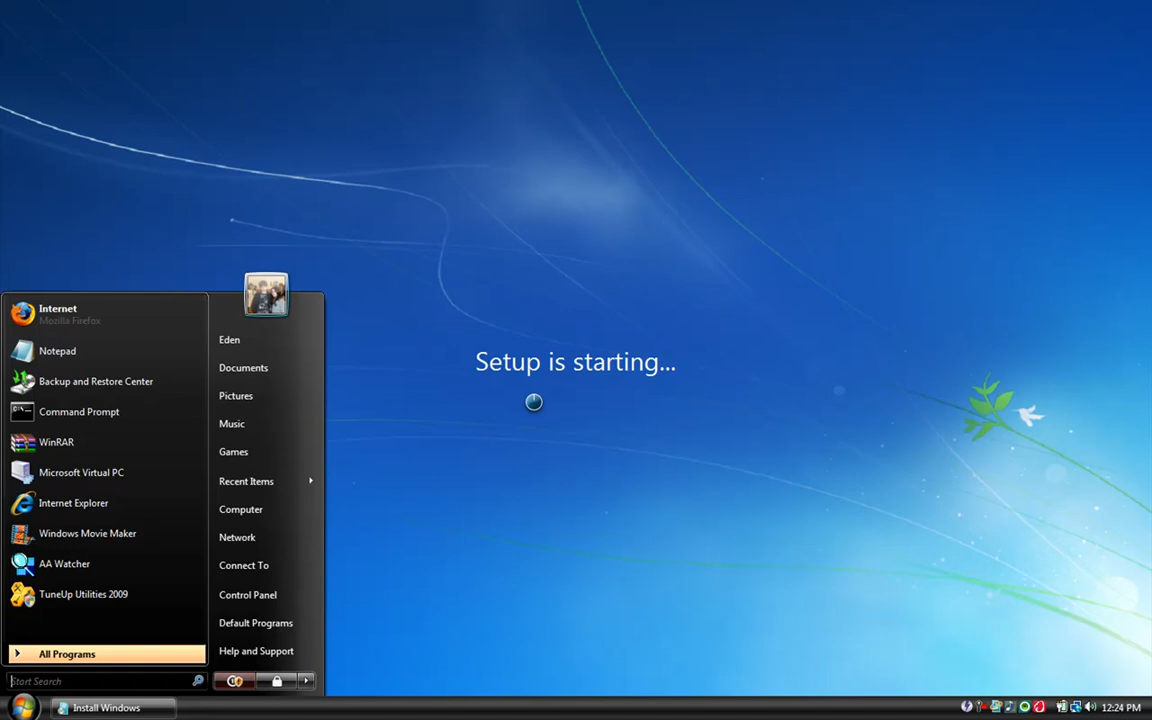 Setup is starting...
Internet
Mozilla Firefox
Notepad
Backup and Restore Center
Command Prompt
WinRAR
Microsoft Virtual PC
Internet Explorer
Windows Movie Maker
AA Watcher
TuneUp Utilities 2009
All Programs
Start Search
Eden
Documents
Pictures
Music
Games
Recent Items
Computer
Network
Connect To
Control Panel
Default Programs
Help and Support
Install Windows
12:24 PM